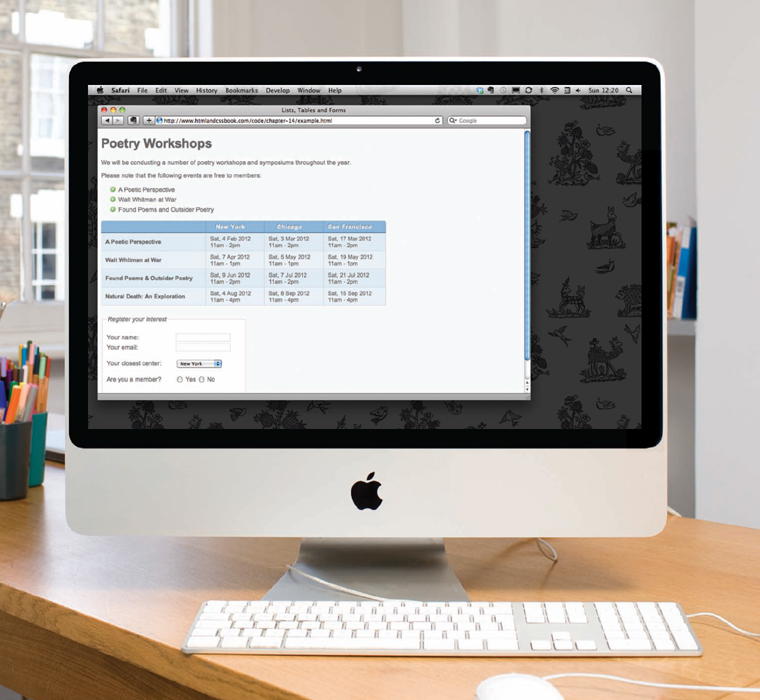 Safari File Edit View History Bookmarks Develop Window Help Sun 12:20
Lists, Tables and Forms
http://www.htmlandcssbook.com/code/chapter-14/example.html Google
Poetry Workshops
We will be conducting a number of poetry workshops and symposiums throughout the year.
Please note that the following events are free to members:
A Poetic Perspective
Walt Whitman at War
Found Poems and Outsider Poetry
New York Chicago San Francisco
A Poetic Perspective Sat, 4 Feb 2012 Sat, 3 Mar 2012 Sat, 17 Mar 2012
11am - 2pm 11am - 2pm 11am - 2pm
Walt Whitman at War Sat, 7 Apr 2012 Sat, 5 May 2012 Sat, 19 May 2012
11am - 1pm 11am - 1pm 11am - 1pm
Found Poems & Outsider Poetry Sat, 9 Jun 2012 Sat, 7 Jul 2012 Sat, 21 Jul 2012
11am - 2pm 11am - 2pm 11am - 2pm
Natural Death: An Exploration Sat, 4 Aug 2012 Sat, 8 Sep 2012 Sat, 15 Sep 2012
11am - 4pm 11am - 4pm 11am - 4pm
Register your interest
Your name:
Your email:
Your closest center: New York
Are you a member? Yes No